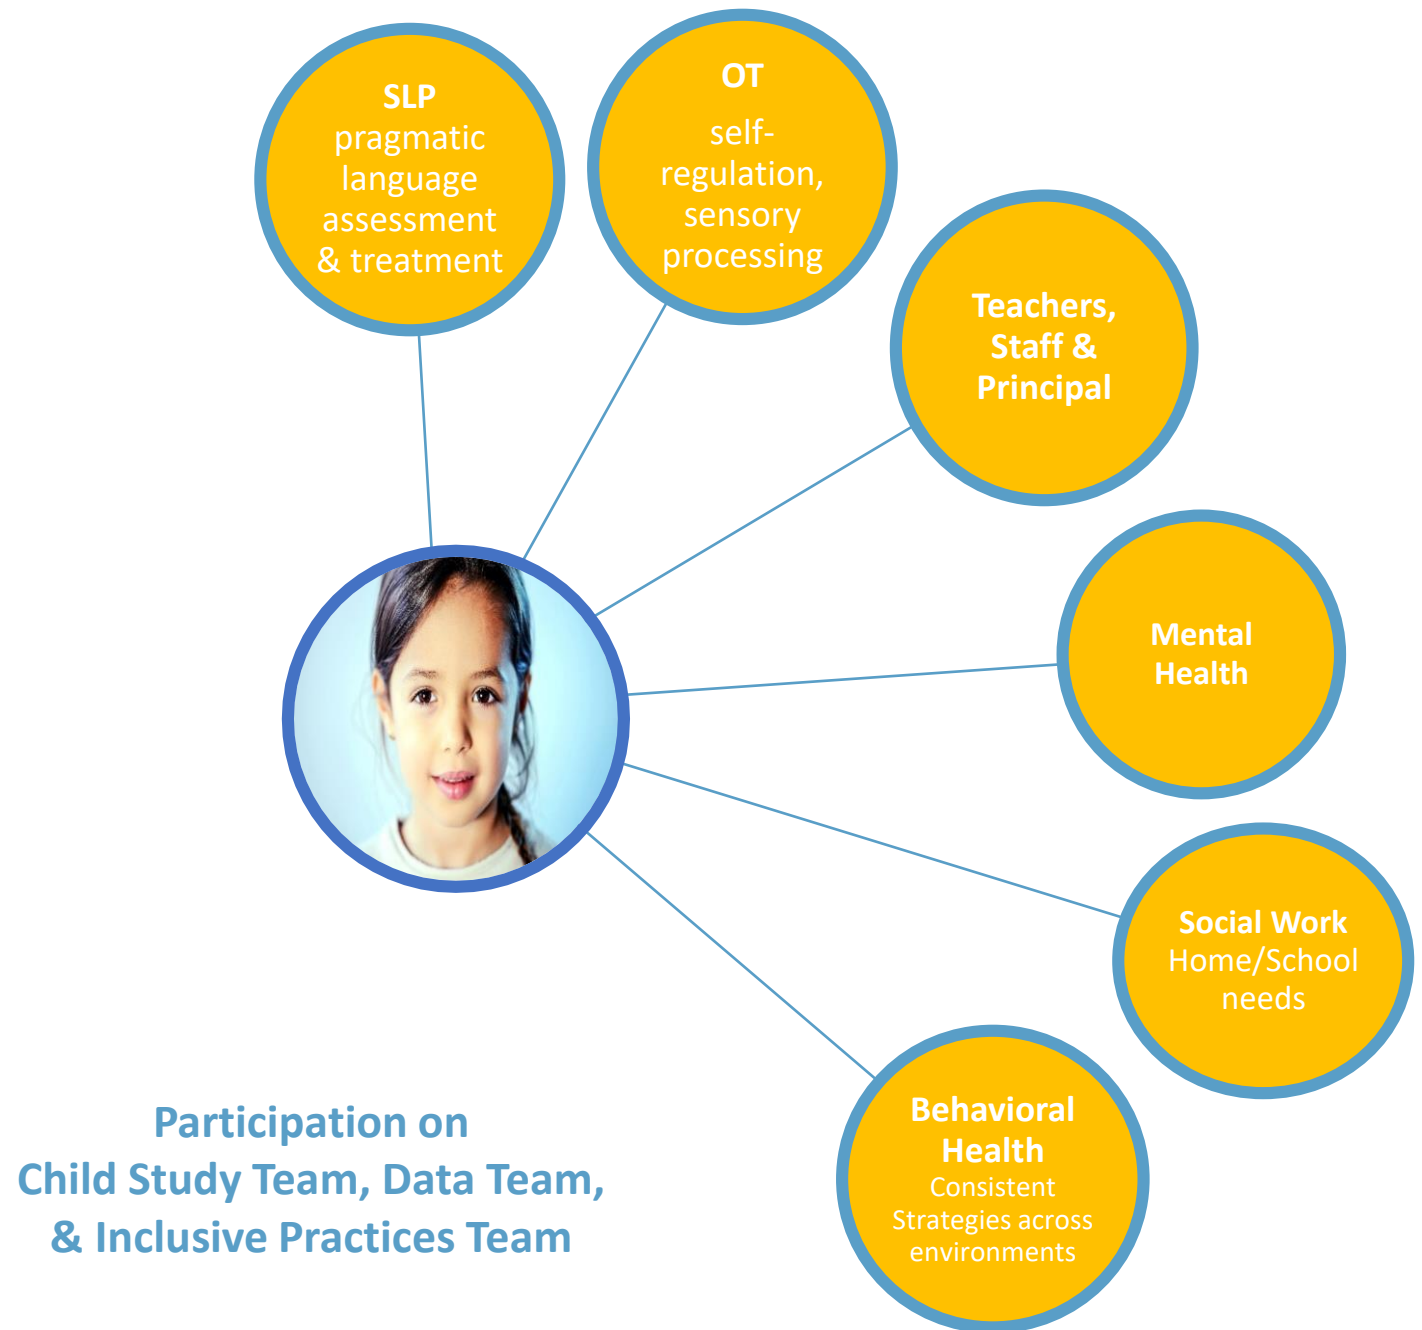 SLP
pragmatic
language
assessment
& treatment
OT
self-
regulation,
sensory
processing
Teachers,
Staff &
Principal
Mental
Health
Social Work
Home/School
needs
Behavioral
Health
Consistent
Strategies across
environments
Participation on
Child Study Team, Data Team,
& Inclusive Practices Team